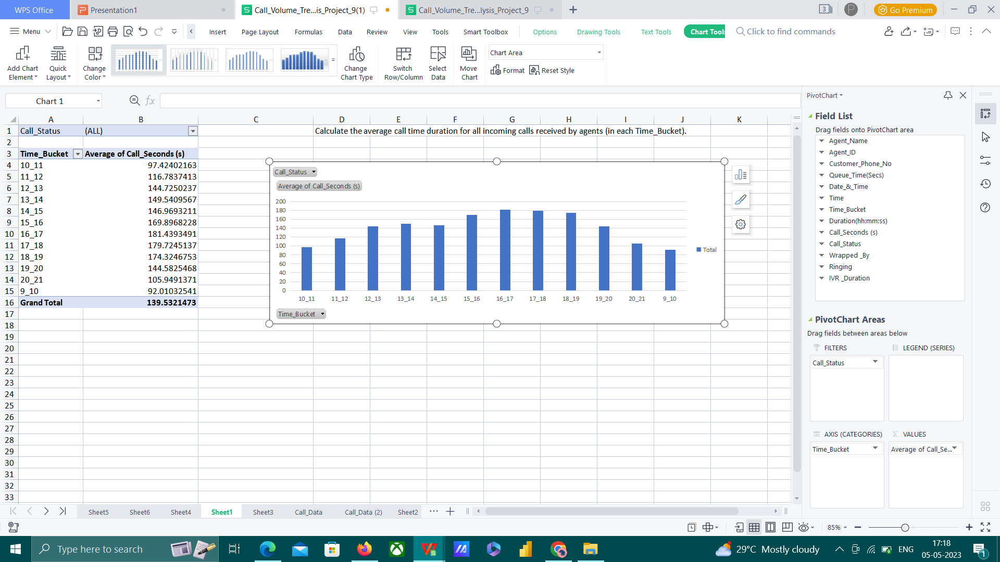 WPS Office
Presentation1
Call_Volume_Tre...is_Project_9(1)
Call_Volume_Tre...lysis_Project_9
3
P
Go Premium
Menu
Insert
Page Layout
Formulas
Data
Review
View
Tools
Smart Toolbox
Options
Drawing Tools
Text Tools
Chart Tools
Click to find commands
Add Chart Element
Quick Layout
Change Color
Change Chart Type
Switch Row/Column
Select Data
Move Chart
Chart Area
Format
Reset Style
Chart 1
fx
A B C D E F G H I J K
1 Call_Status (ALL) Calculate the average call time duration for all incoming calls received by agents (in each Time_Bucket).
2
3 Time_Bucket Average of Call_Seconds (s)
4 10_11 97.42402163
5 11_12 116.7837413
6 12_13 144.7250237
7 13_14 149.5409567
8 14_15 146.9693211
9 15_16 169.8968228
10 16_17 181.4393491
11 17_18 179.7245137
12 18_19 174.3246753
13 19_20 144.5825468
14 20_21 105.9491371
15 9_10 92.01032541
16 Grand Total 139.5321473
17
18
19
20
21
22
23
24
25
26
27
28
29
30
31
32
33
Call_Status
Average of Call_Seconds (s)
200
180
160
140
120
100
80
60
40
20
0
10_11 11_12 12_13 13_14 14_15 15_16 16_17 17_18 18_19 19_20 20_21 9_10
Total
Time_Bucket
PivotChart
Field List
Drag fields onto PivotChart area
Agent_Name
Agent_ID
Customer_Phone_No
Queue_Time(Secs)
Date_&_Time
Time
Time_Bucket
Duration(hh:mm:ss)
Call_Seconds (s)
Call_Status
Wrapped _By
Ringing
IVR _Duration
PivotChart Areas
Drag fields between areas below
FILTERS
LEGEND (SERIES)
Call_Status
AXIS (CATEGORIES)
VALUES
Time_Bucket
Average of Call_Se...
Sheet5 Sheet6 Sheet4 Sheet1 Sheet3 Call_Data Call_Data (2) Sheet2 ...
85%
Type here to search
29°C Mostly cloudy
ENG
17:18
05-05-2023
1